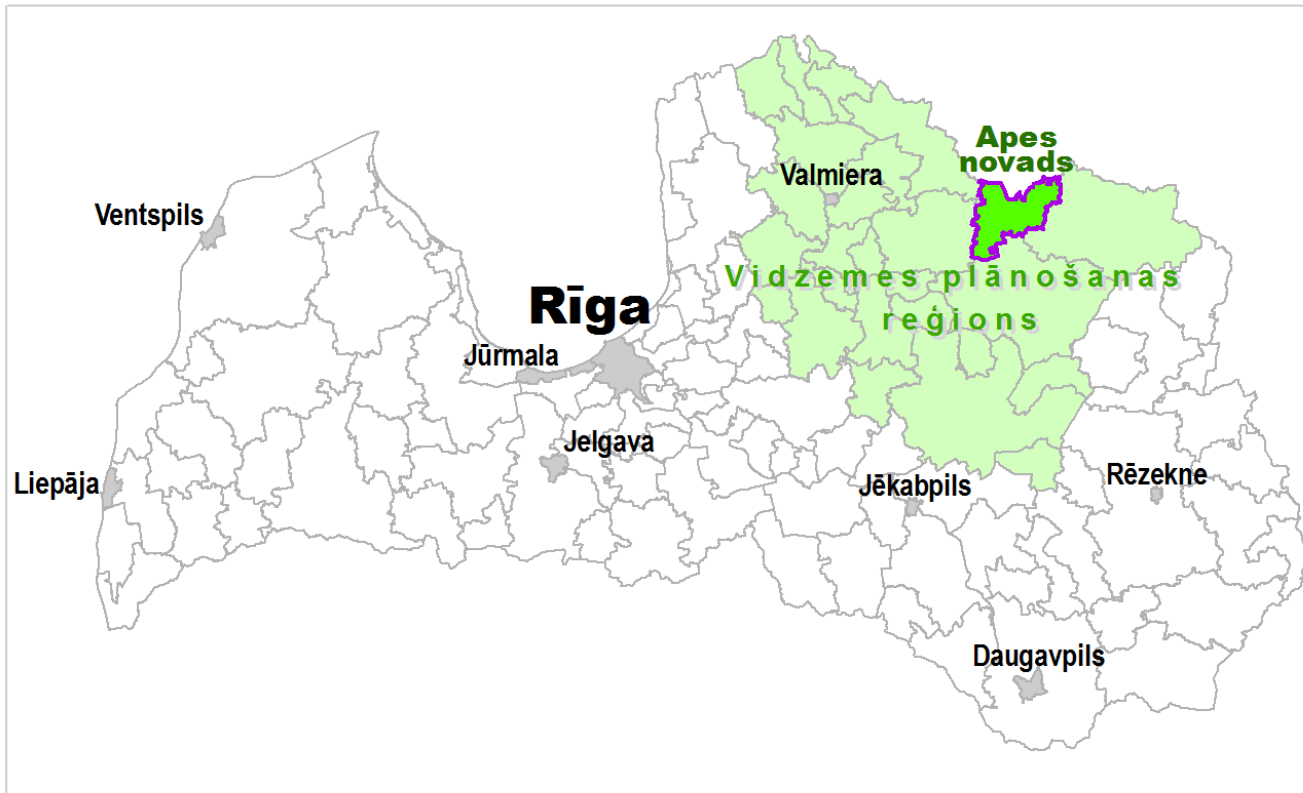 Apes
novads
Valmiera
Ventspils
Vidzemes plānošanas
reģions
Rīga
Jūrmala
Jelgava
Liepāja
Jēkabpils
Rēzekne
Daugavpils